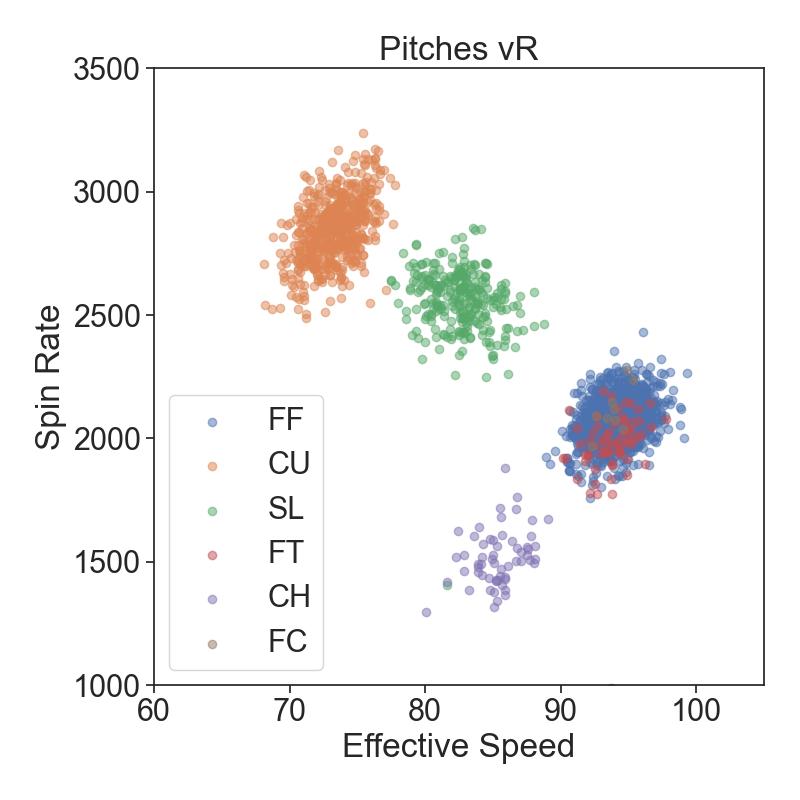 Pitches vR
3500
3000
2500
2000
1500
1000
Spin Rate
FF
CU
SL
FT
CH
FC
60 70 80 90 100
Effective Speed